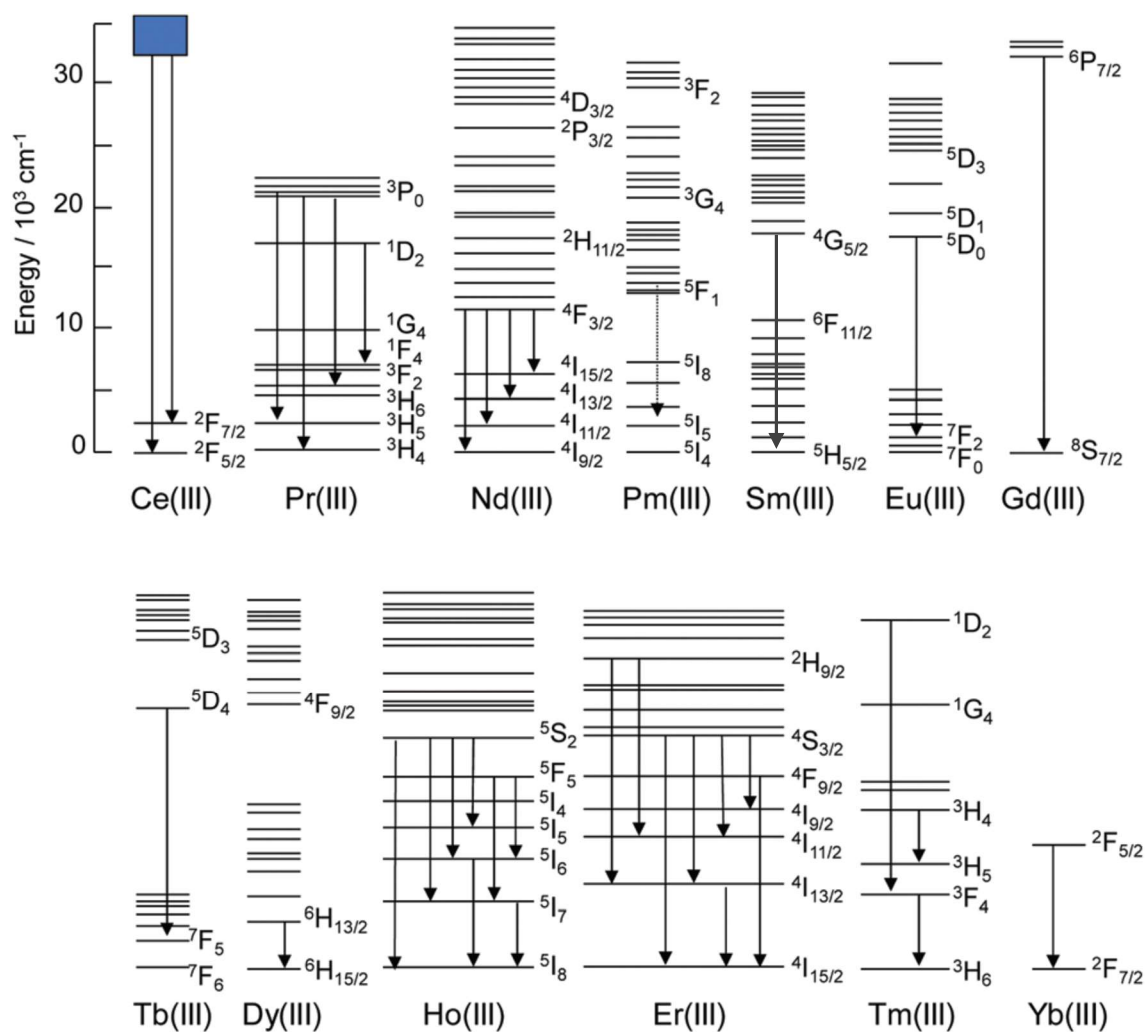 Energy / 10³ cm⁻¹
30
20
10
0
²F₇/₂
²F₅/₂
Ce(III)
³P₀
¹D₂
¹G₄
¹F₄
³F₂
³H₆
³H₅
³H₄
Pr(III)
⁴D₃/₂
²P₃/₂
²H₁₁/₂
⁴F₃/₂
⁴I₁₅/₂
⁴I₁₃/₂
⁴I₁₁/₂
⁴I₉/₂
Nd(III)
³F₂
³G₄
⁵F₁
⁵I₈
⁵I₅
⁵I₄
Pm(III)
⁴G₅/₂
⁶F₁₁/₂
⁵H₅/₂
Sm(III)
⁵D₃
⁵D₁
⁵D₀
⁷F₂
⁷F₀
Eu(III)
⁶P₇/₂
⁸S₇/₂
Gd(III)
⁵D₃
⁵D₄
⁷F₅
⁷F₆
Tb(III)
⁴F₉/₂
⁶H₁₃/₂
⁶H₁₅/₂
Dy(III)
⁵S₂
⁵F₅
⁵I₄
⁵I₅
⁵I₆
⁵I₇
⁵I₈
Ho(III)
²H₉/₂
⁴S₃/₂
⁴F₉/₂
⁴I₉/₂
⁴I₁₁/₂
⁴I₁₃/₂
⁴I₁₅/₂
Er(III)
¹D₂
¹G₄
³H₄
³H₅
³F₄
³H₆
Tm(III)
²F₅/₂
²F₇/₂
Yb(III)